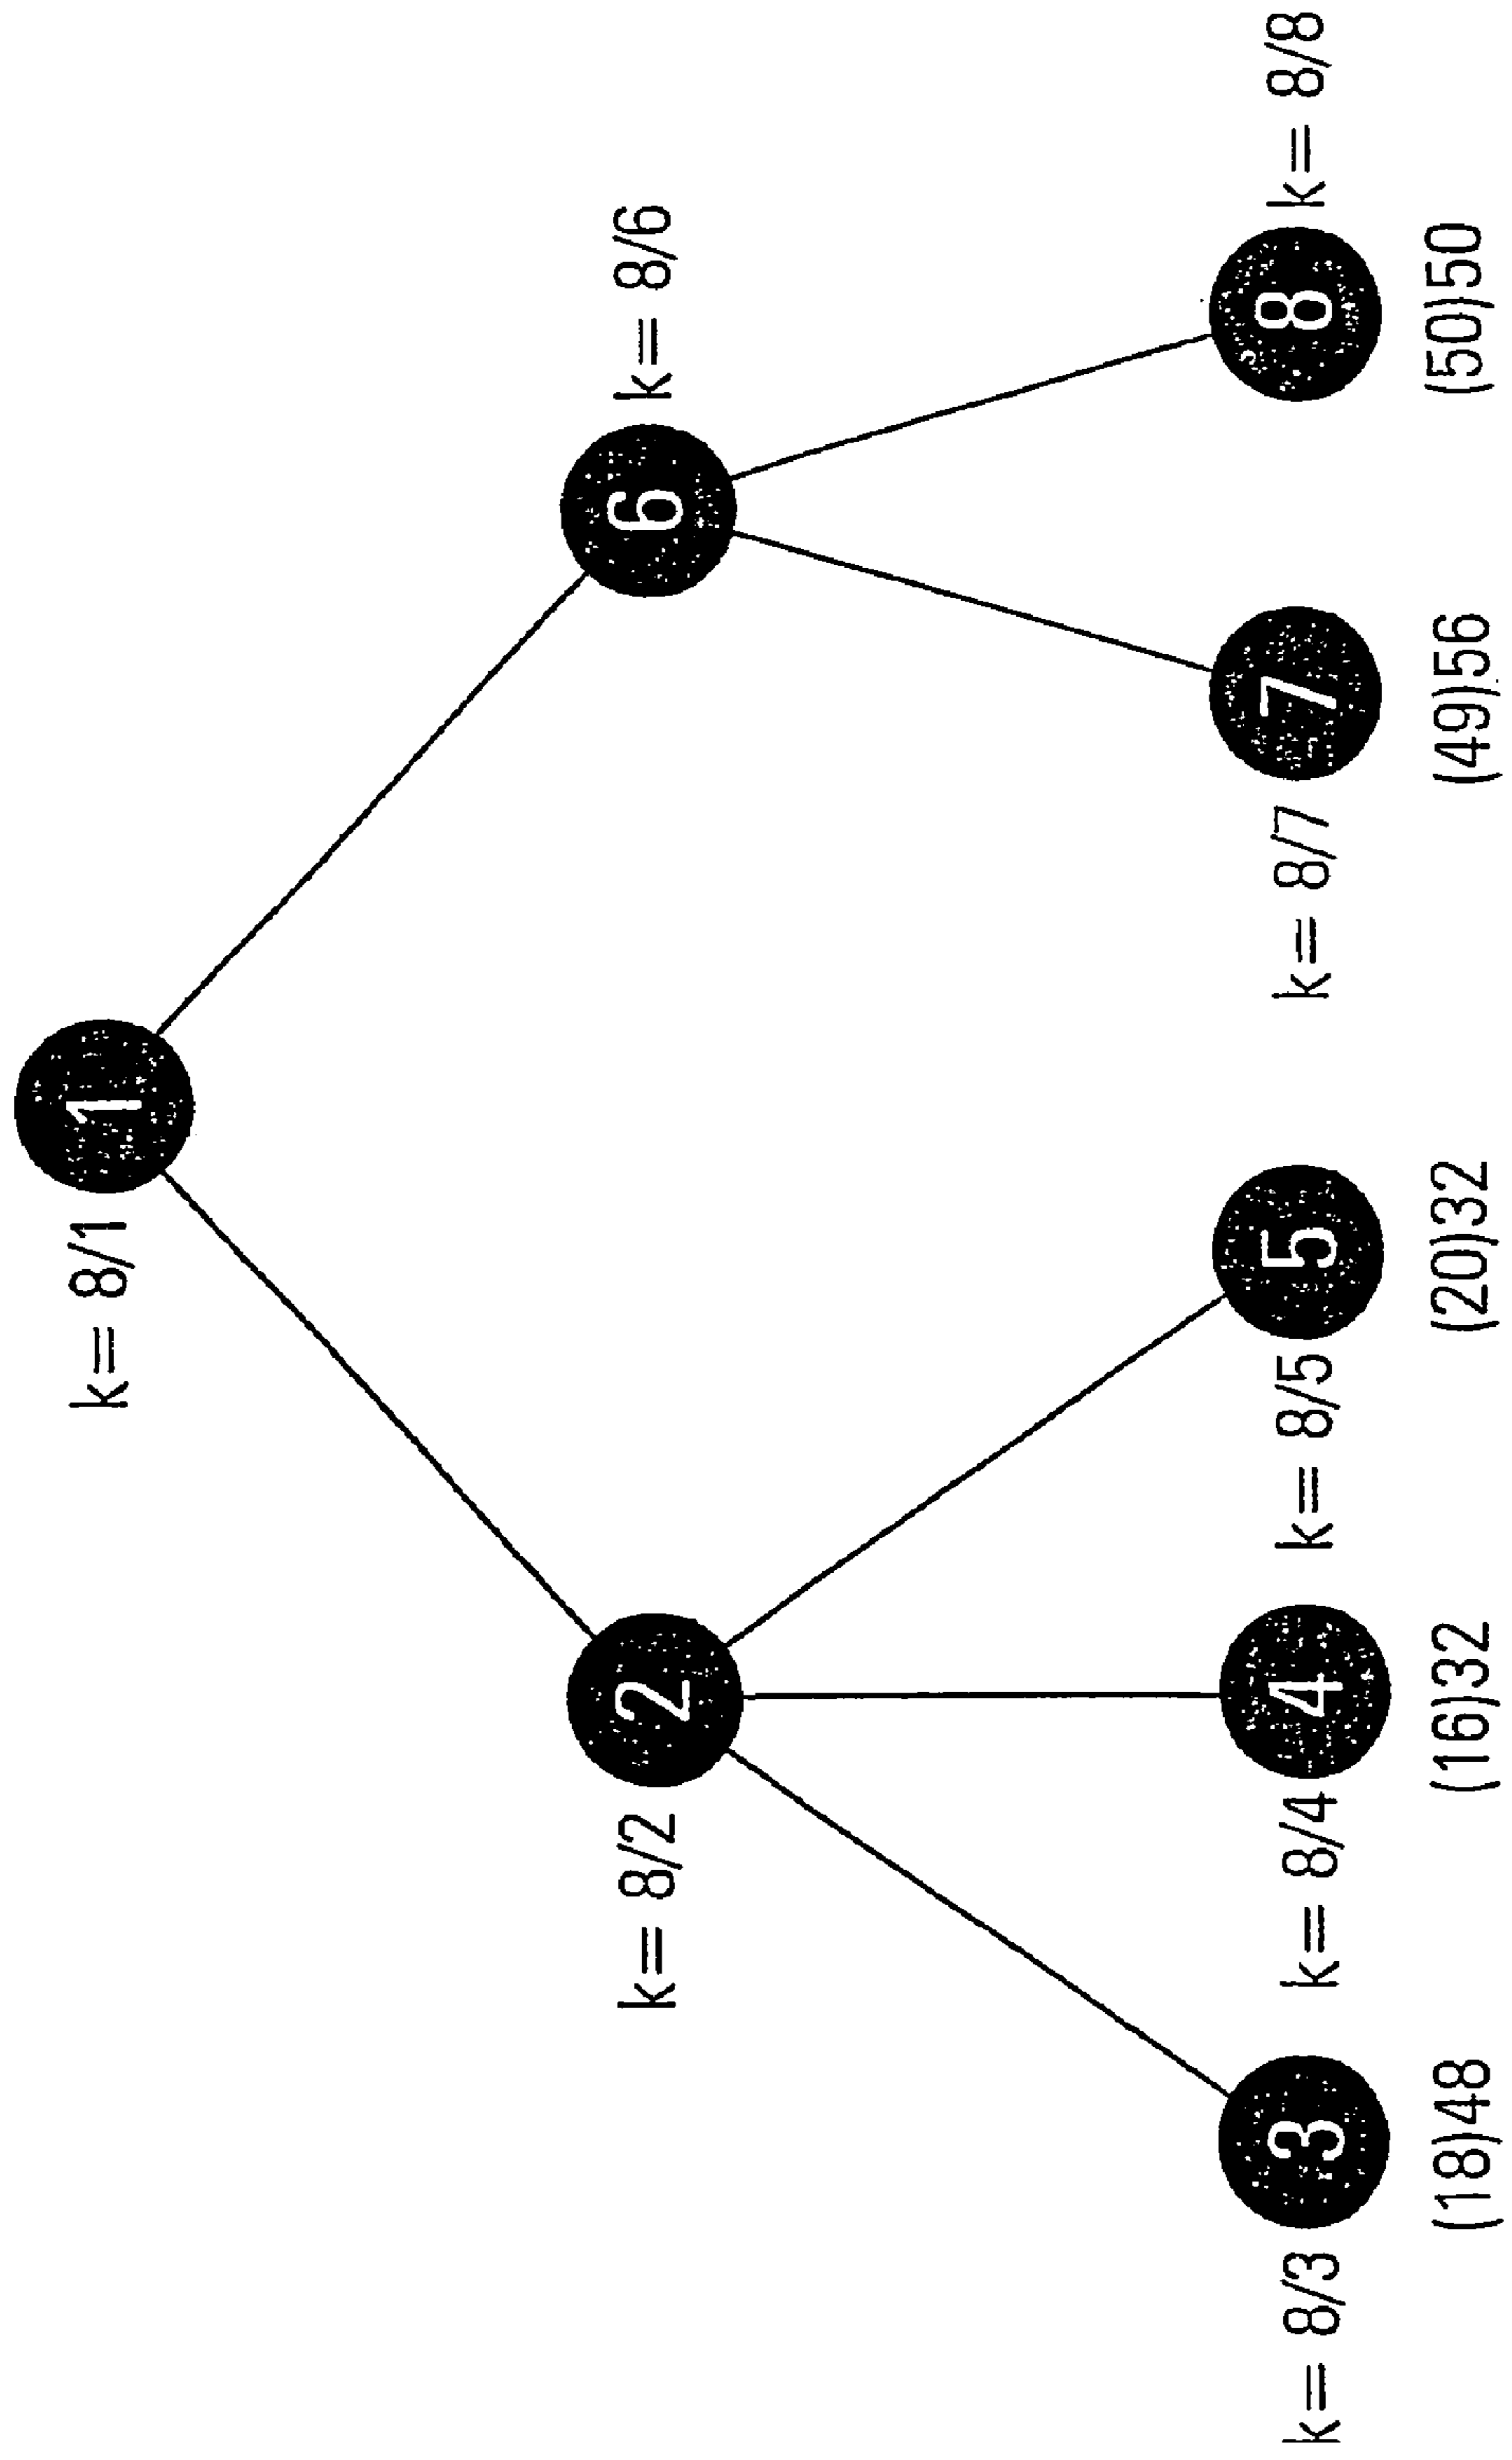 k= 8/1
1
k= 8/2
2
6
k= 8/6
k= 8/3
3
k= 8/4
4
k= 8/5
5
k= 8/7
7
8
k= 8/8
(18)48
(16)32
(20)32
(49)56
(50)50